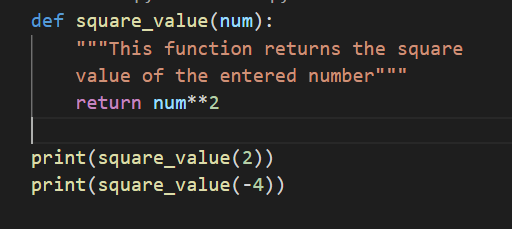 def square_value(num):
    """This function returns the square
    value of the entered number"""
    return num**2

print(square_value(2))
print(square_value(-4))